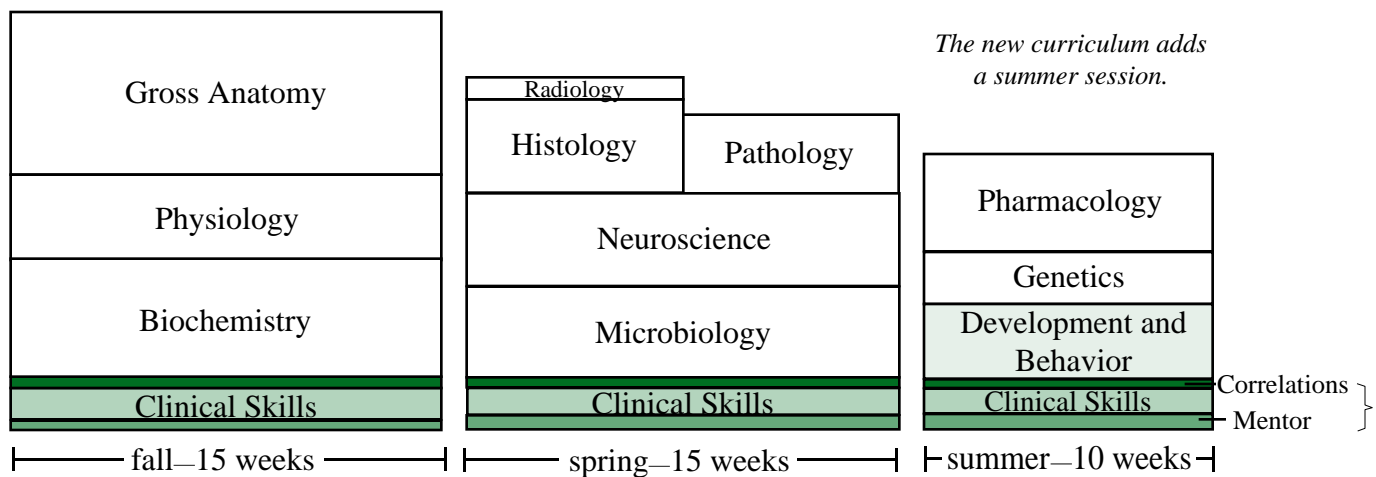 The new curriculum adds
a summer session.
Gross Anatomy
Physiology
Biochemistry
Clinical Skills
fall—15 weeks
Radiology
Histology
Pathology
Neuroscience
Microbiology
Clinical Skills
spring—15 weeks
Pharmacology
Genetics
Development and
Behavior
Correlations
Clinical Skills
Mentor
summer—10 weeks